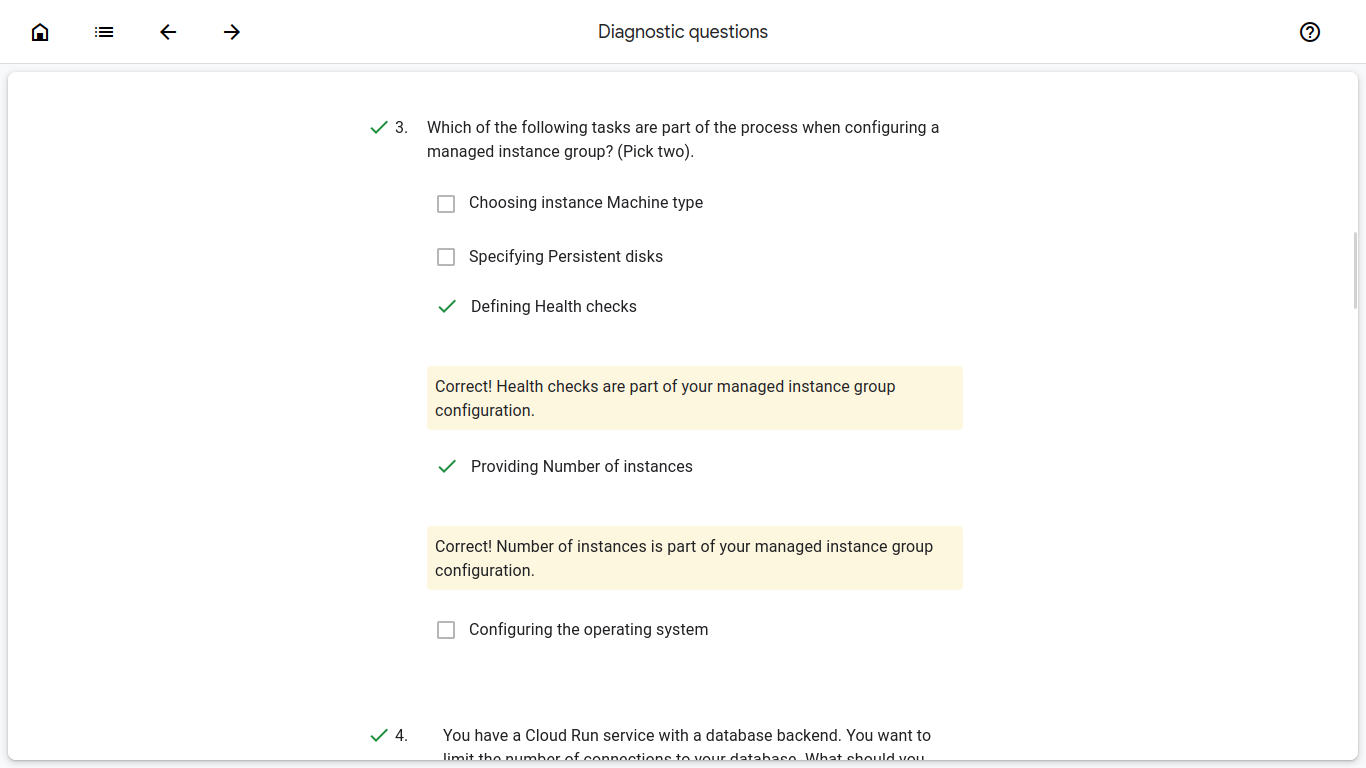 Diagnostic questions
3. Which of the following tasks are part of the process when configuring a
managed instance group? (Pick two).
Choosing instance Machine type
Specifying Persistent disks
Defining Health checks
Correct! Health checks are part of your managed instance group
configuration.
Providing Number of instances
Correct! Number of instances is part of your managed instance group
configuration.
Configuring the operating system
4. You have a Cloud Run service with a database backend. You want to
limit the number of connections to your database. What should you